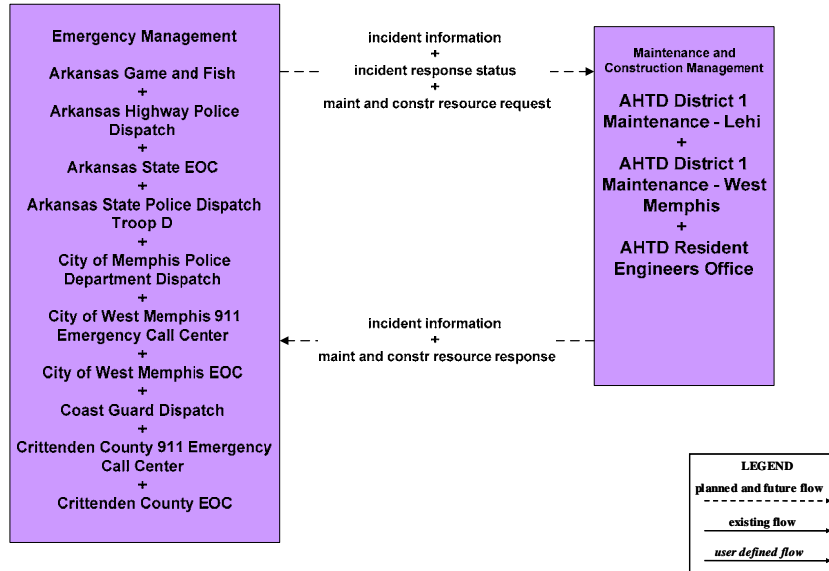 Emergency Management
Arkansas Game and Fish
+
Arkansas Highway Police
Dispatch
+
Arkansas State EOC
+
Arkansas State Police Dispatch
Troop D
+
City of Memphis Police
Department Dispatch
+
City of West Memphis 911
Emergency Call Center
+
City of West Memphis EOC
+
Coast Guard Dispatch
+
Crittenden County 911 Emergency
Call Center
+
Crittenden County EOC
incident information
+
incident response status
+
maint and constr resource request
incident information
+
maint and constr resource response
Maintenance and
Construction Management
AHTD District 1
Maintenance - Lehi
+
AHTD District 1
Maintenance - West
Memphis
+
AHTD Resident
Engineers Office
LEGEND
planned and future flow
existing flow
user defined flow